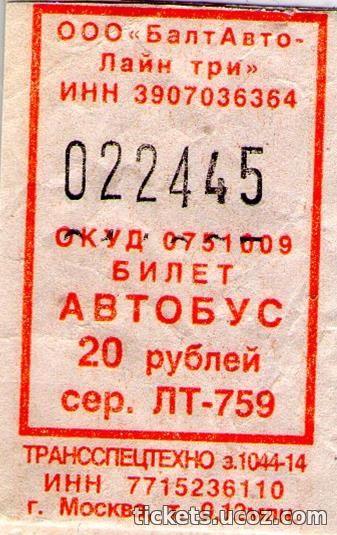 ООО «БалтАвто-
Лайн три»
ИНН 3907036364
022445
ОКУД 0751009
БИЛЕТ
АВТОБУС
20 рублей
сер. ЛТ-759
ТРАНССПЕЦТЕХНО з.1044-14
ИНН 7715236110
г. Москва
tickets.ucoz.com